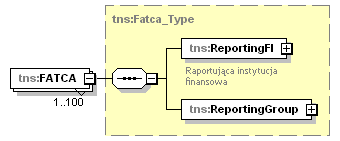 tns:Fatca_Type
tns:FATCA
1..100
tns:ReportingFI
Raportująca instytucja
finansowa
tns:ReportingGroup